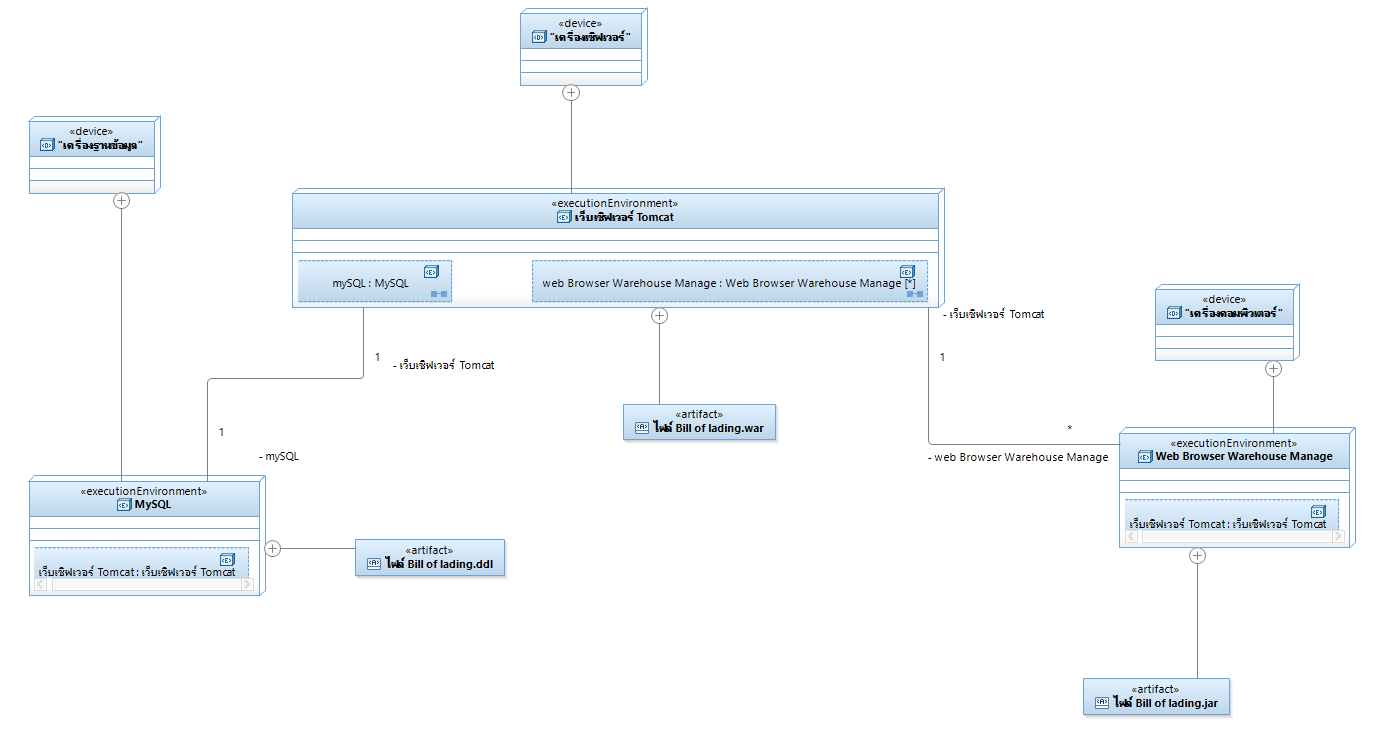 «device»
"เครื่องเซิฟเวอร์"
«device»
"เครื่องฐานข้อมูล"
«executionEnvironment»
เว็บเซิฟเวอร์ Tomcat
mySQL : MySQL
web Browser Warehouse Manage : Web Browser Warehouse Manage [*]
«device»
"เครื่องคอมพิวเตอร์"
- เว็บเซิฟเวอร์ Tomcat
1
1
- เว็บเซิฟเวอร์ Tomcat
«artifact»
ไฟล์ Bill of lading.war
1
*
- mySQL
- web Browser Warehouse Manage
«executionEnvironment»
Web Browser Warehouse Manage
เว็บเซิฟเวอร์ Tomcat : เว็บเซิฟเวอร์ Tomcat
«executionEnvironment»
MySQL
เว็บเซิฟเวอร์ Tomcat : เว็บเซิฟเวอร์ Tomcat
«artifact»
ไฟล์ Bill of lading.ddl
«artifact»
ไฟล์ Bill of lading.jar